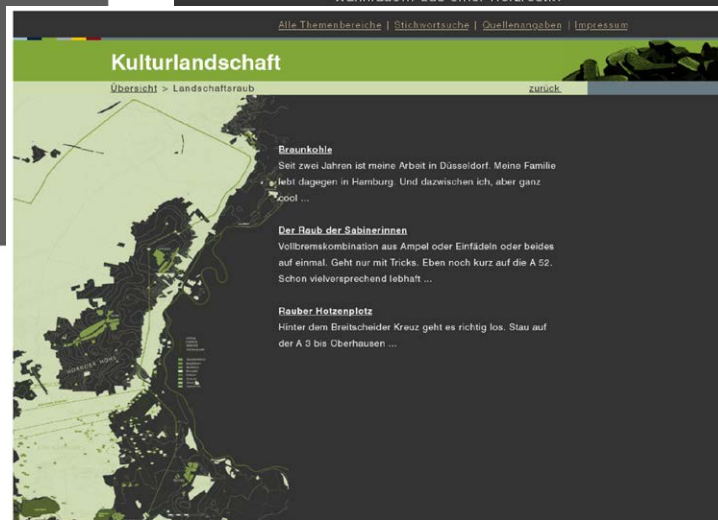 Alle Themenbereiche | Stichwortsuche | Quellenangaben | Impressum
Kulturlandschaft
Übersicht > Landschaftsraub
zurück
Braunkohle
Seit zwei Jahren ist meine Arbeit in Düsseldorf. Meine Familie
lebt dagegen in Hamburg. Und dazwischen ich, aber ganz
cool ...
Der Raub der Sabinerinnen
Vollbremskombination aus Ampel oder Einfädeln oder beides
auf einmal. Geht nur mit Tricks. Eben noch kurz auf die A 52.
Schon vielversprechend lebhaft ...
Rauber Hotzenplotz
Hinter dem Breitscheider Kreuz geht es richtig los. Stau auf
der A 3 bis Oberhausen ...